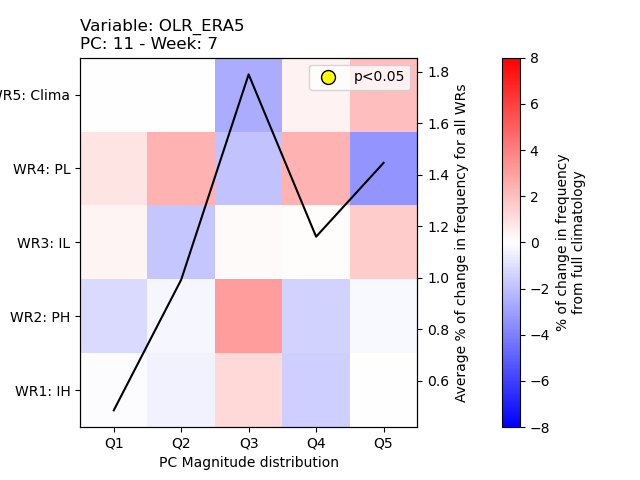 Variable: OLR_ERA5
PC: 11 - Week: 7
p<0.05
R5: Clima
WR4: PL
WR3: IL
WR2: PH
WR1: IH
Q1 Q2 Q3 Q4 Q5
PC Magnitude distribution
1.8
1.6
1.4
1.2
1.0
0.8
0.6
Average % of change in frequency for all WRs
8
6
4
2
0
−2
−4
−6
−8
% of change in frequency
from full climatology